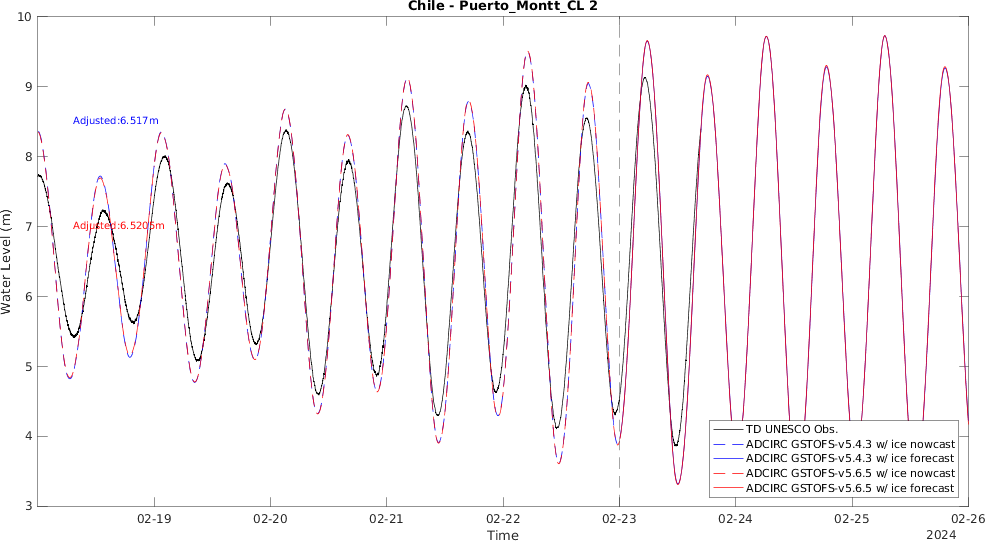 Chile - Puerto_Montt_CL 2
10
9
8
7
6
5
4
3
Water Level (m)
Adjusted:6.517m
Adjusted:6.5205m
TD UNESCO Obs.
ADCIRC GSTOFS-v5.4.3 w/ ice nowcast
ADCIRC GSTOFS-v5.4.3 w/ ice forecast
ADCIRC GSTOFS-v5.6.5 w/ ice nowcast
ADCIRC GSTOFS-v5.6.5 w/ ice forecast
02-19 02-20 02-21 02-22 02-23 02-24 02-25 02-26
Time
2024